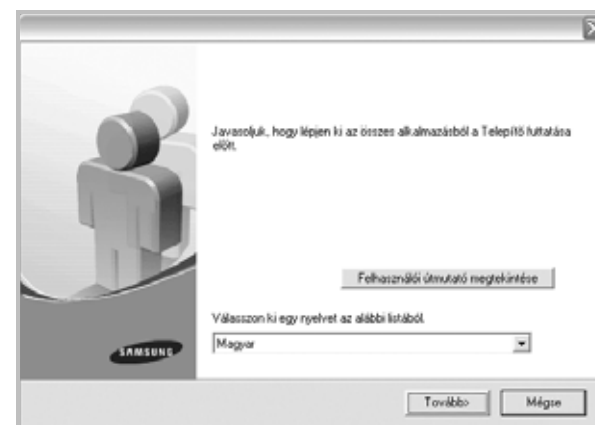 Javasoljuk, hogy lépjen ki az összes alkalmazásból a Telepítő futtatása
előtt.
Felhasználói útmutató megtekintése
Válasszon ki egy nyelvet az alábbi listából.
Magyar
SAMSUNG
Tovább>
Mégse